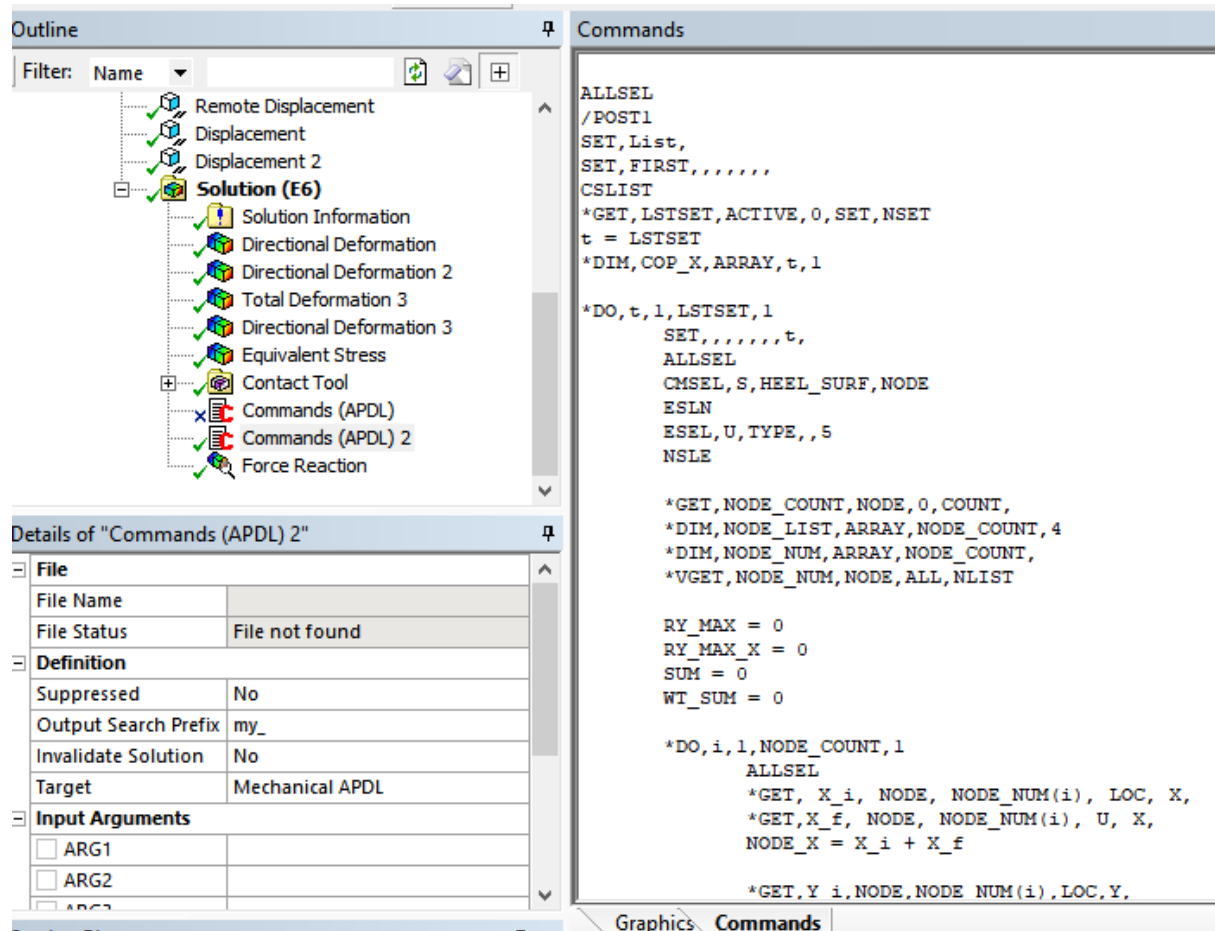 Outline
Filter: Name
Remote Displacement
Displacement
Displacement 2
Solution (E6)
Solution Information
Directional Deformation
Directional Deformation 2
Total Deformation 3
Directional Deformation 3
Equivalent Stress
Contact Tool
Commands (APDL)
Commands (APDL) 2
Force Reaction
Details of "Commands (APDL) 2"
File
File Name
File Status File not found
Definition
Suppressed No
Output Search Prefix my_
Invalidate Solution No
Target Mechanical APDL
Input Arguments
ARG1
ARG2
Commands
ALLSEL
/POST1
SET,List,
SET,FIRST,,,,,,,
CSLIST
*GET,LSTSET,ACTIVE,0,SET,NSET
t = LSTSET
*DIM,COP_X,ARRAY,t,1
*DO,t,1,LSTSET,1
SET,,,,,,,t,
ALLSEL
CMSEL,S,HEEL_SURF,NODE
ESLN
ESEL,U,TYPE,,5
NSLE
*GET,NODE_COUNT,NODE,0,COUNT,
*DIM,NODE_LIST,ARRAY,NODE_COUNT,4
*DIM,NODE_NUM,ARRAY,NODE_COUNT,
*VGET,NODE_NUM,NODE,ALL,NLIST
RY_MAX = 0
RY_MAX_X = 0
SUM = 0
WT_SUM = 0
*DO,i,1,NODE_COUNT,1
ALLSEL
*GET, X_i, NODE, NODE_NUM(i), LOC, X,
*GET,X_f, NODE, NODE_NUM(i), U, X,
NODE_X = X_i + X_f
*GET,Y_i,NODE,NODE_NUM(i),LOC,Y,
Graphics Commands